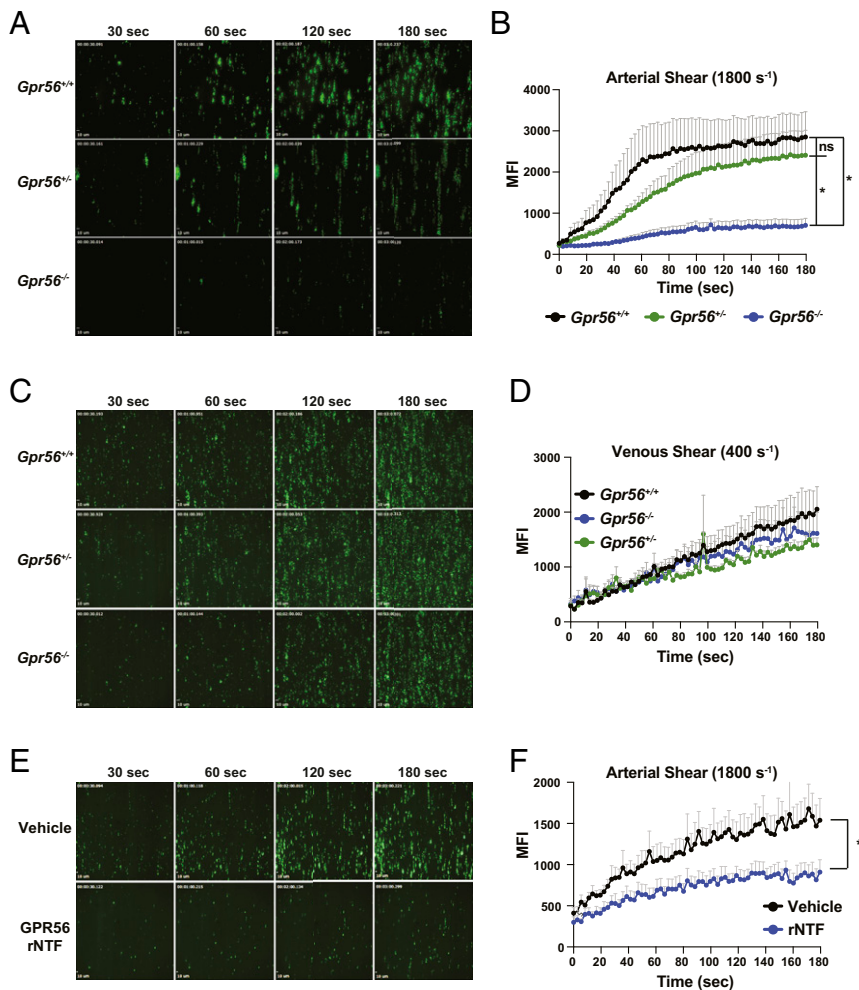 A
30 sec 60 sec 120 sec 180 sec
Gpr56+/+
Gpr56+/-
Gpr56-/-
10 um
B
Arterial Shear (1800 s-1)
MFI
4000
3000
2000
1000
0
0 20 40 60 80 100 120 140 160 180
Time (sec)
ns
*
*
Gpr56+/+ Gpr56+/- Gpr56-/-
C
30 sec 60 sec 120 sec 180 sec
Gpr56+/+
Gpr56+/-
Gpr56-/-
D
Venous Shear (400 s-1)
MFI
3000
2000
1000
0
Gpr56+/+
Gpr56-/-
Gpr56+/-
0 20 40 60 80 100 120 140 160 180
Time (sec)
E
30 sec 60 sec 120 sec 180 sec
Vehicle
GPR56
rNTF
F
Arterial Shear (1800 s-1)
MFI
2000
1500
1000
500
0
*
Vehicle
rNTF
0 20 40 60 80 100 120 140 160 180
Time (sec)